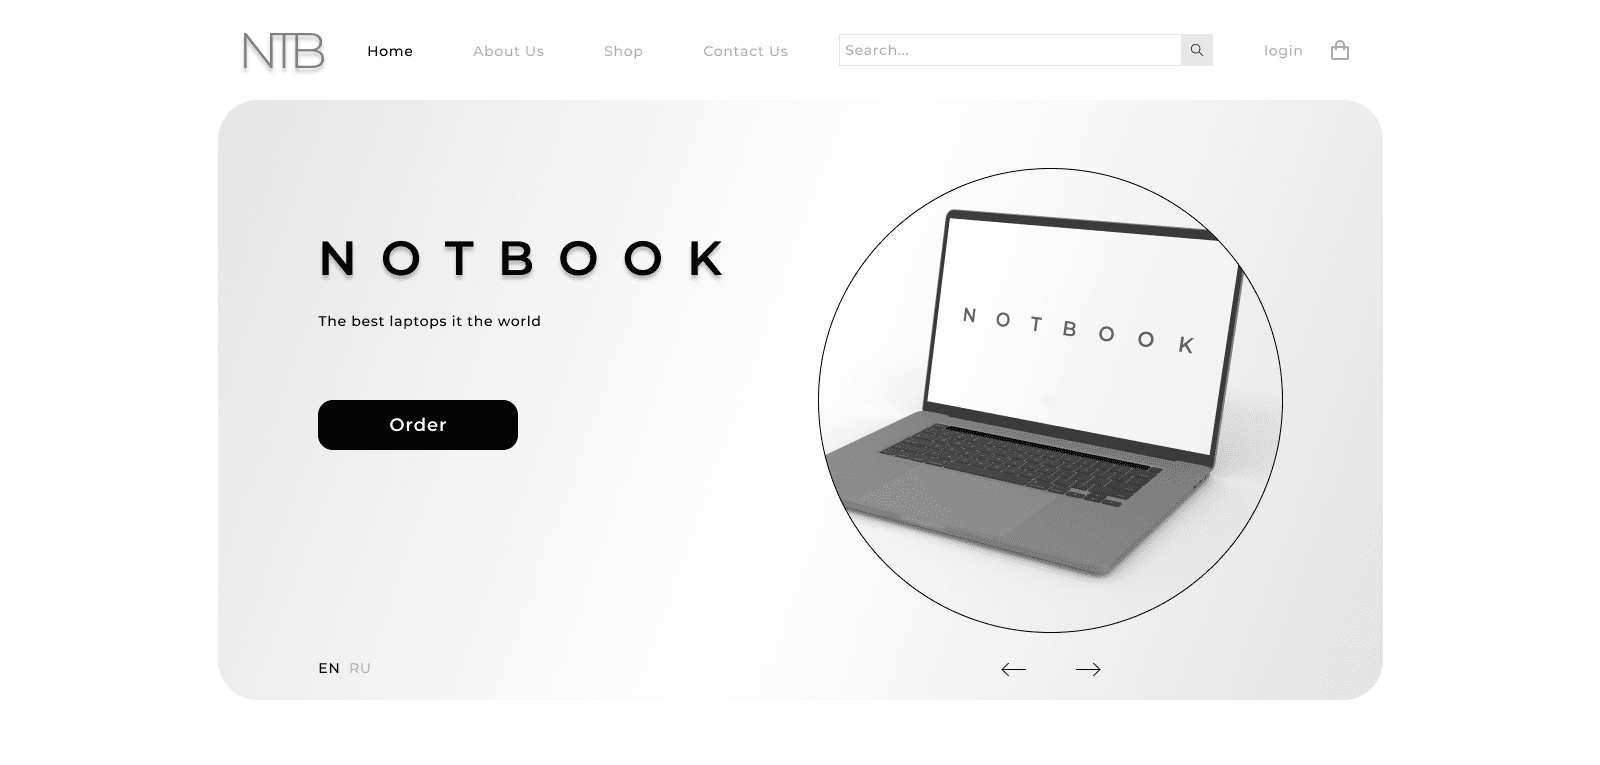 NTB Home About Us Shop Contact Us Search... login
NOTBOOK
The best laptops it the world
Order
NOTBOOK
EN RU